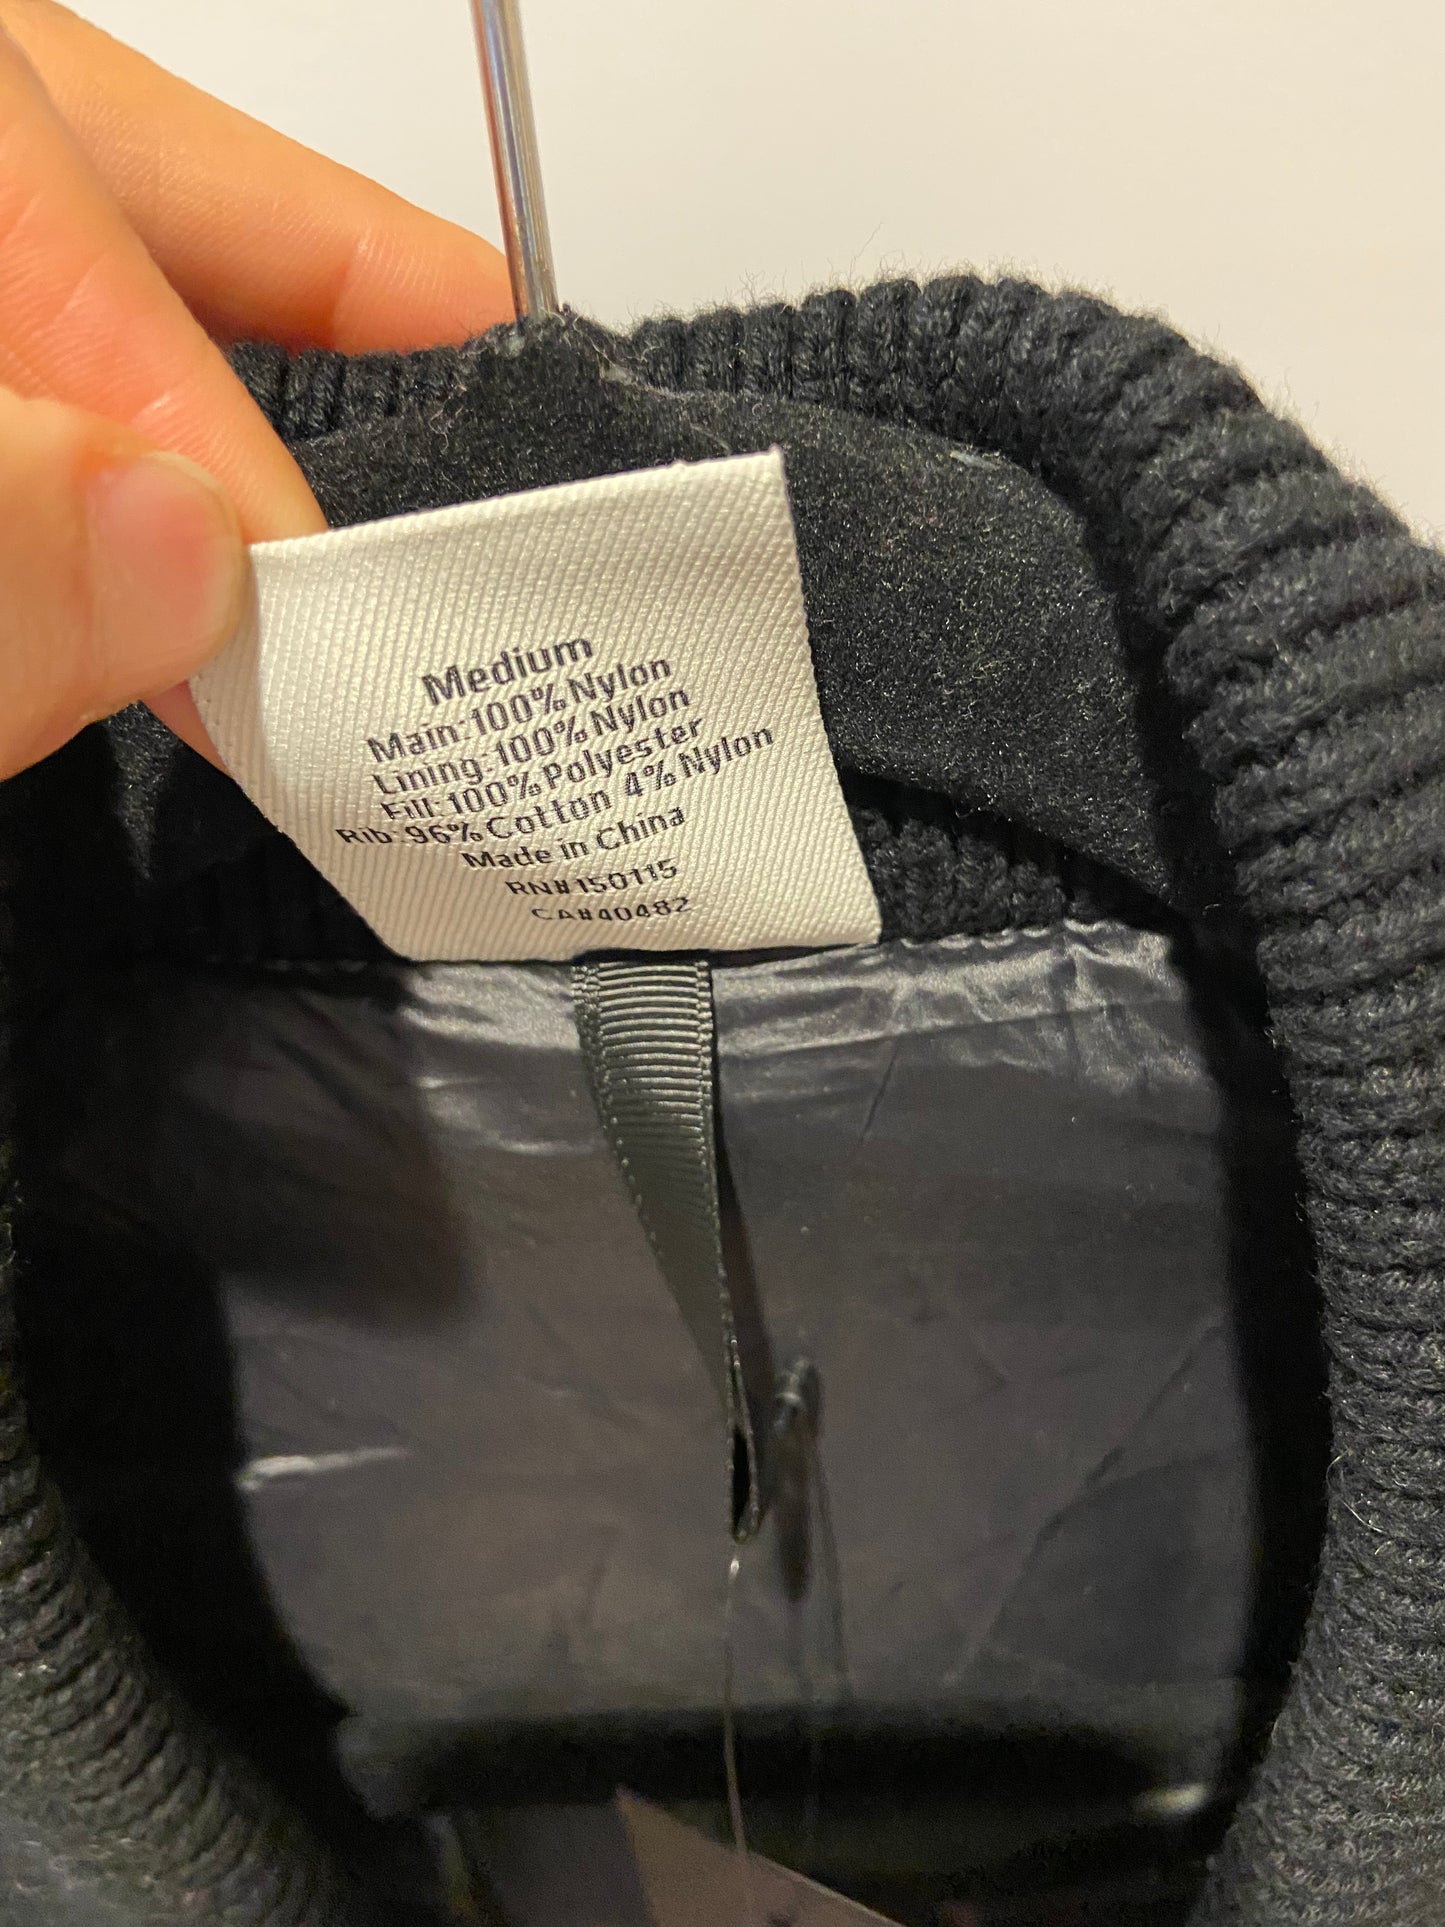 Medium
Main:100% Nylon
Lining:100% Nylon
Fill:100% Polyester
Rib:96% Cotton 4% Nylon
Made in China
RN#150115
CA#40482